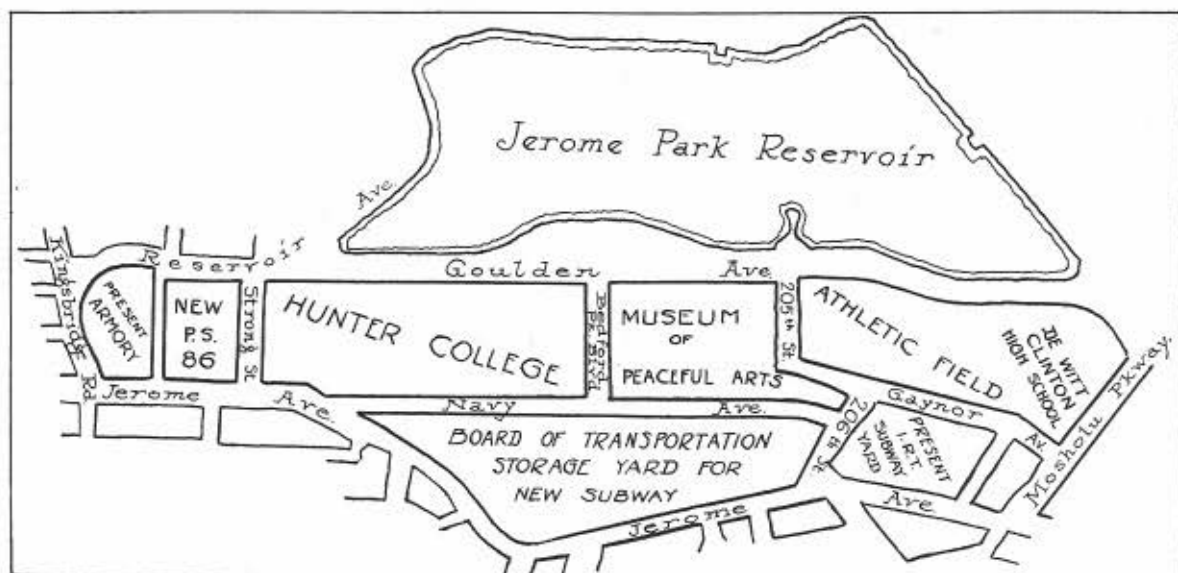 Jerome Park Reservoir
Ave.
Reservoir
Goulden Ave.
Kingsbridge Rd
PRESENT
ARMORY
NEW
P.S.
86
Strong St.
HUNTER COLLEGE
Bedford
Pk. Blvd
MUSEUM
OF
PEACEFUL ARTS
205th St.
ATHLETIC FIELD
DE WITT
CLINTON
HIGH SCHOOL
Mosholu Pkway.
Jerome Ave.
Navy Ave.
206th St.
Gaynor Av.
BOARD OF TRANSPORTATION
STORAGE YARD FOR
NEW SUBWAY
PRESENT
I.R.T.
SUBWAY
YARD
Jerome Ave